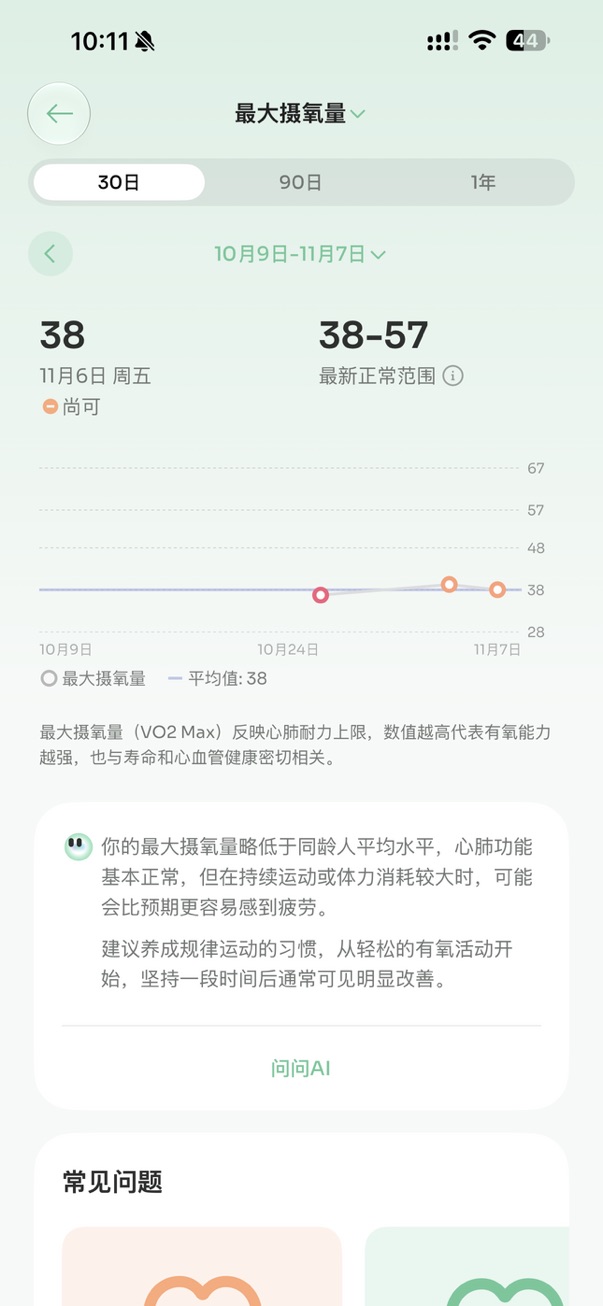 10:11
44
最大摄氧量
30日
90日
1年
10月9日-11月7日
38
38-57
11月6日 周五
最新正常范围
尚可
67
57
48
38
28
10月9日
10月24日
11月7日
最大摄氧量
平均值: 38
最大摄氧量（VO2 Max）反映心肺耐力上限，数值越高代表有氧能力
越强，也与寿命和心血管健康密切相关。
你的最大摄氧量略低于同龄人平均水平，心肺功能
基本正常，但在持续运动或体力消耗较大时，可能
会比预期更容易感到疲劳。
建议养成规律运动的习惯，从轻松的有氧活动开
始，坚持一段时间后通常可见明显改善。
问问AI
常见问题